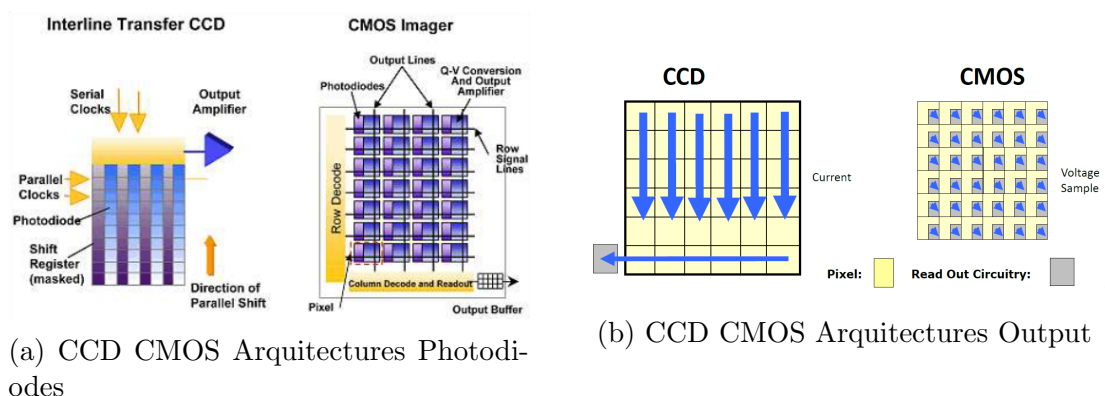 Interline Transfer CCD
Serial
Clocks
Output
Amplifier
Parallel
Clocks
Photodiode
Shift
Register
(masked)
Direction of
Parallel Shift
CMOS Imager
Output Lines
Photodiodes
Q-V Conversion
And Output
Amplifier
Row
Signal
Lines
Row Decode
Column Decode and Readout
Pixel
Output Buffer
(a) CCD CMOS Arquitectures Photodi-
odes
CCD
CMOS
Current
Voltage
Sample
Pixel:
Read Out Circuitry:
(b) CCD CMOS Arquitectures Output